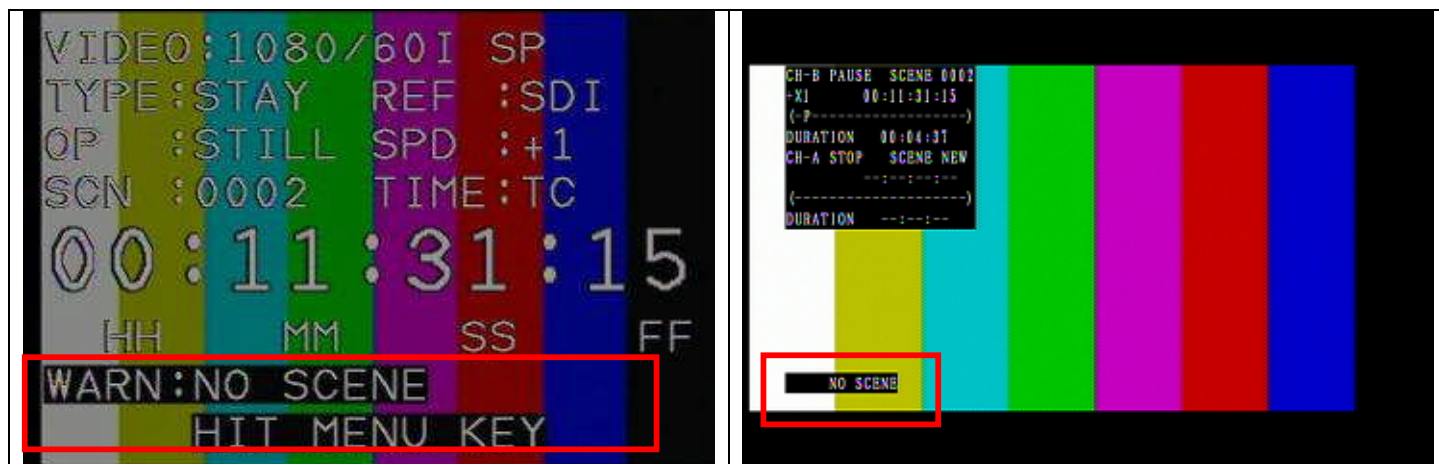 VIDEO:1080/60I SP
TYPE:STAY REF :SDI
OP :STILL SPD :+1
SCN :0002 TIME:TC
00:11:31:15
HH MM SS FF
WARN:NO SCENE
HIT MENU KEY
CH-B PAUSE SCENE 0002
+X1 00:11:31:15
(-P------------------)
DURATION 00:04:37
CH-A STOP SCENE NEW
--:--:--:--
(--------------------)
DURATION --:--:--
NO SCENE